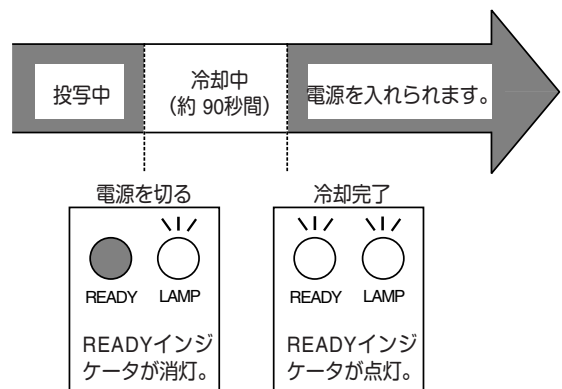 投写中
冷却中
(約 90秒間)
電源を入れられます。
電源を切る
READY LAMP
READYインジ
ケータが消灯。
冷却完了
READY LAMP
READYインジ
ケータが点灯。